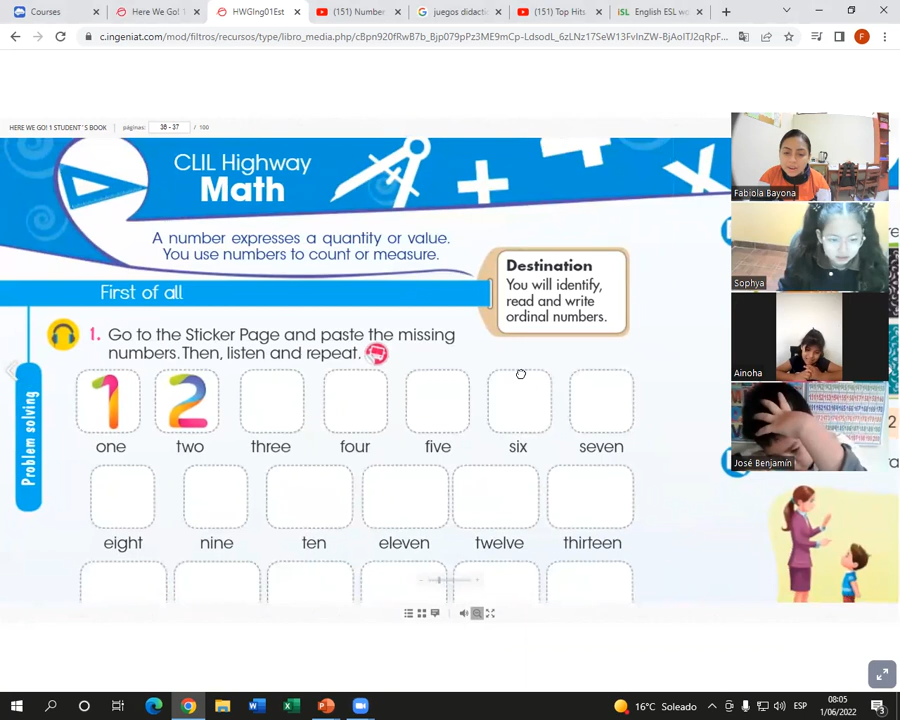 Courses
Here We Go! 1
HWGIng01Est
(151) Number
juegos didacti
(151) Top Hits
iSL English ESL wo
c.ingeniat.com/mod/filtros/recursos/type/libro_media.php/
F
HERE WE GO! 1 STUDENT´S BOOK
páginas:
36 - 37
/ 100
CLIL Highway
Math
A number expresses a quantity or value.
You use numbers to count or measure.
Destination
You will identify,
read and write
ordinal numbers.
First of all
1. Go to the Sticker Page and paste the missing
numbers. Then, listen and repeat.
Problem solving
1 2
one two three four five six seven
eight nine ten eleven twelve thirteen
Fabiola Bayona
Sophya
Ainoha
José Benjamín
16°C Soleado
ESP
08:05
1/06/2022
3